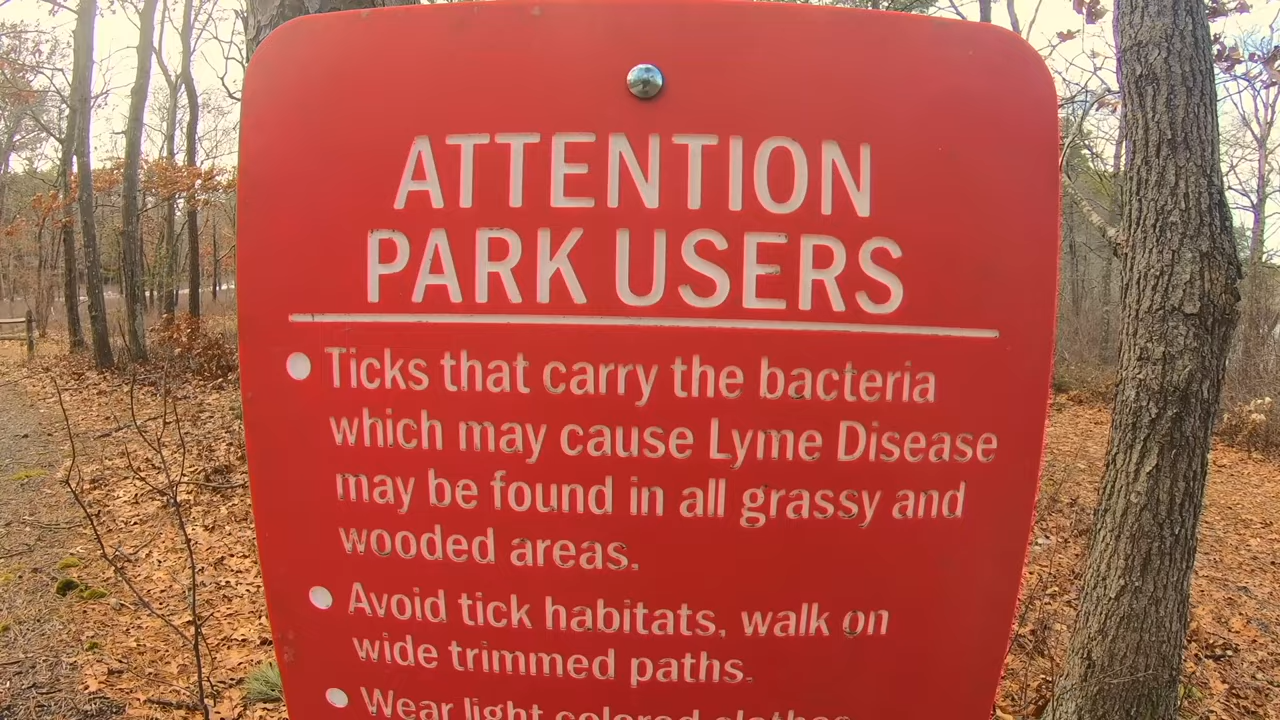 ATTENTION
PARK USERS
● Ticks that carry the bacteria
which may cause Lyme Disease
may be found in all grassy and
wooded areas.
● Avoid tick habitats, walk on
wide trimmed paths.
● Wear light colored clothes